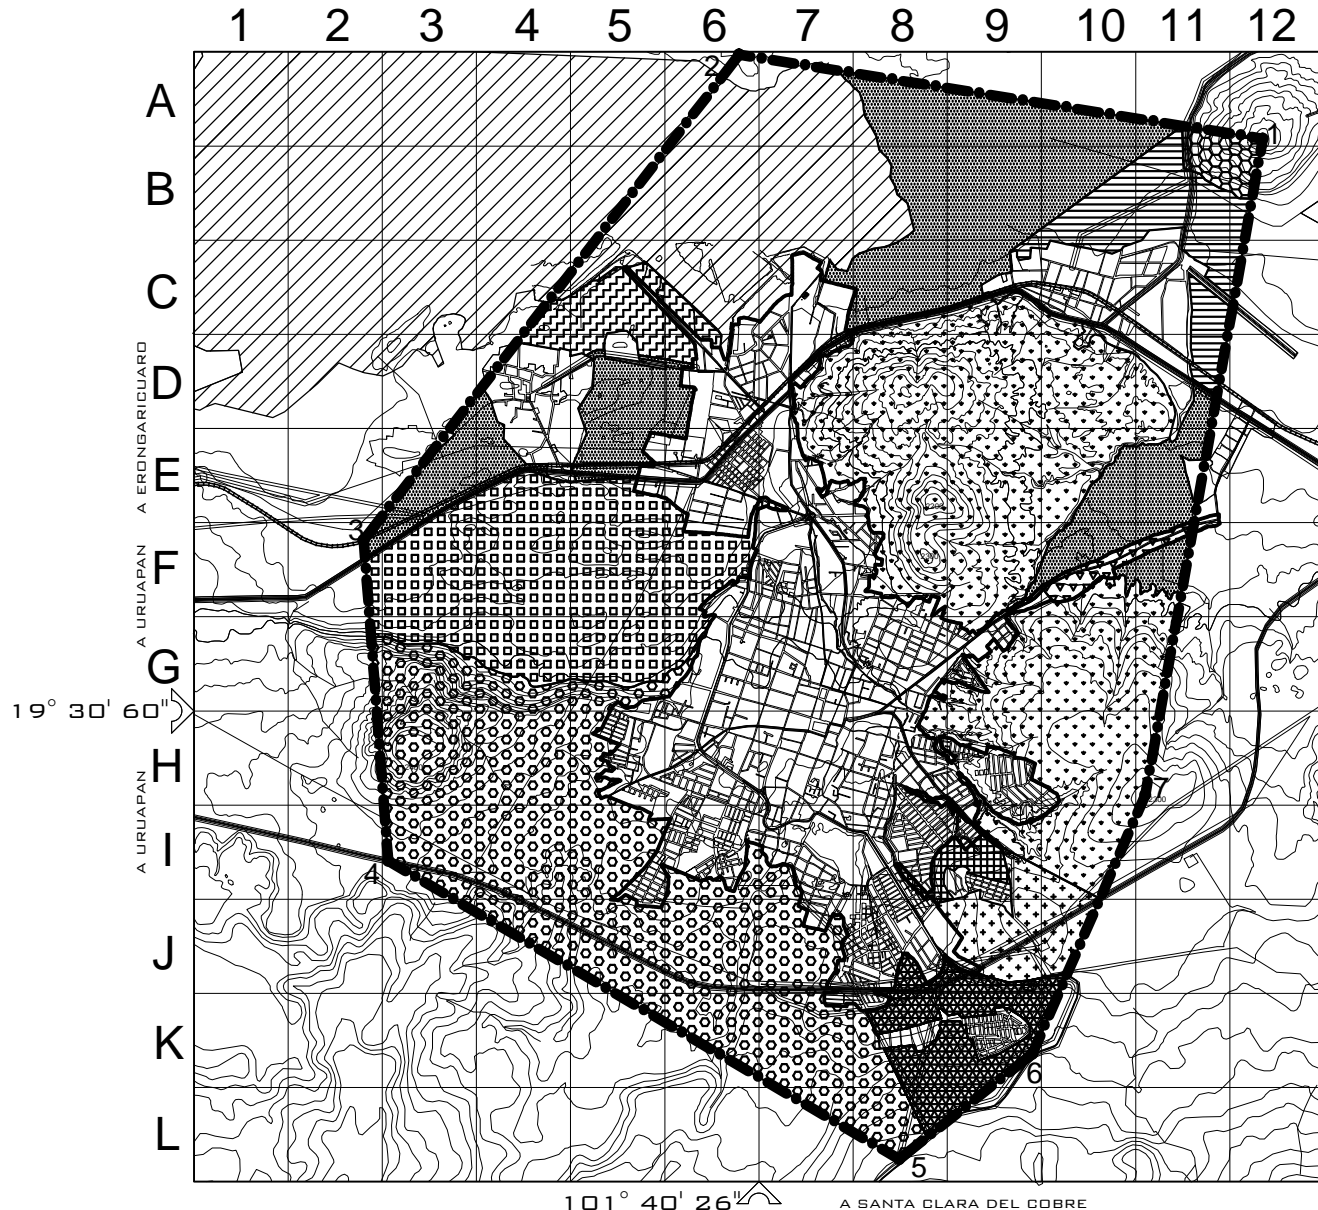 1 2 3 4 5 6 7 8 9 10 11 12
A
B
C
D
E
F
G
H
I
J
K
L
2
1
3
4
5
6
7
A ERONGARICUARO
A URUAPAN
A URUAPAN
19° 30' 60"
101° 40' 26"
A SANTA CLARA DEL COBRE